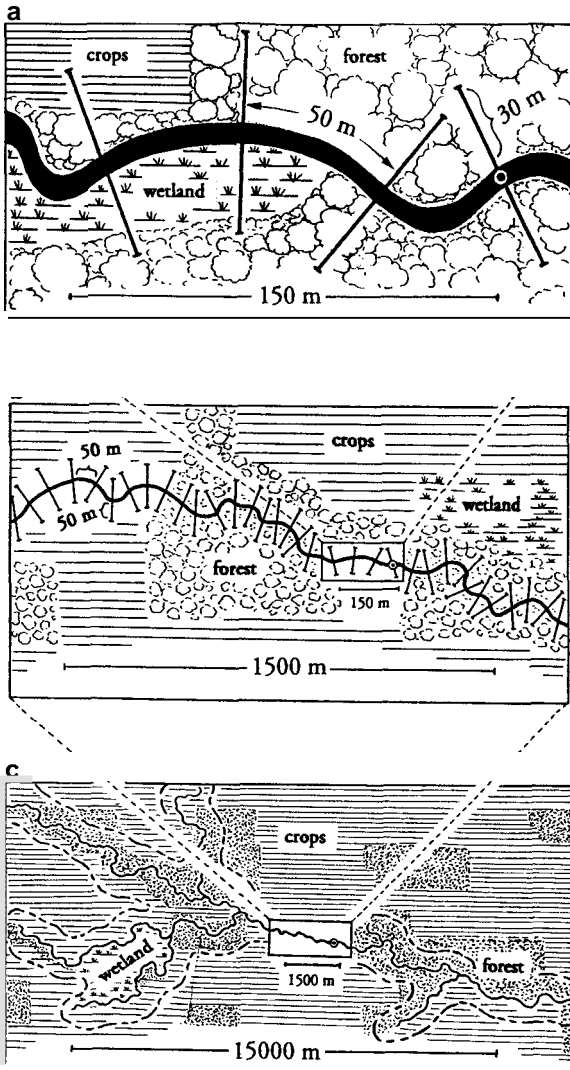 a
crops
forest
50 m
30 m
wetland
150 m
50 m
crops
50 m
wetland
forest
150 m
1500 m
c
crops
wetland
1500 m
forest
15000 m